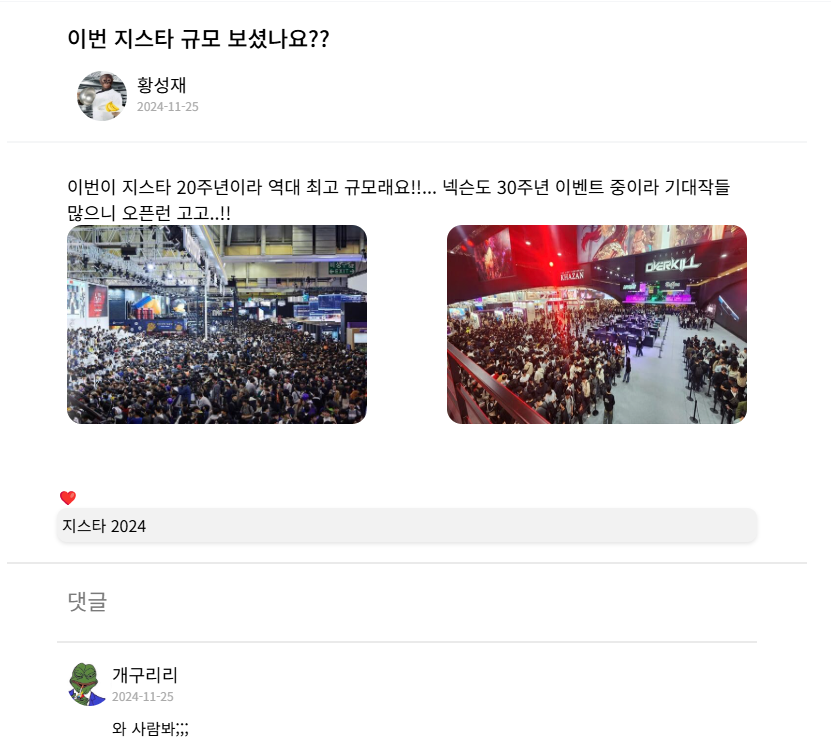 이번 지스타 규모 보셨나요??
황성재
2024-11-25
이번이 지스타 20주년이라 역대 최고 규모래요!!... 넥슨도 30주년 이벤트 중이라 기대작들
많으니 오픈런 고고..!!
EXIT
KHAZAN
OVERKILL
지스타 2024
댓글
개구리리
2024-11-25
와 사람봐;;;